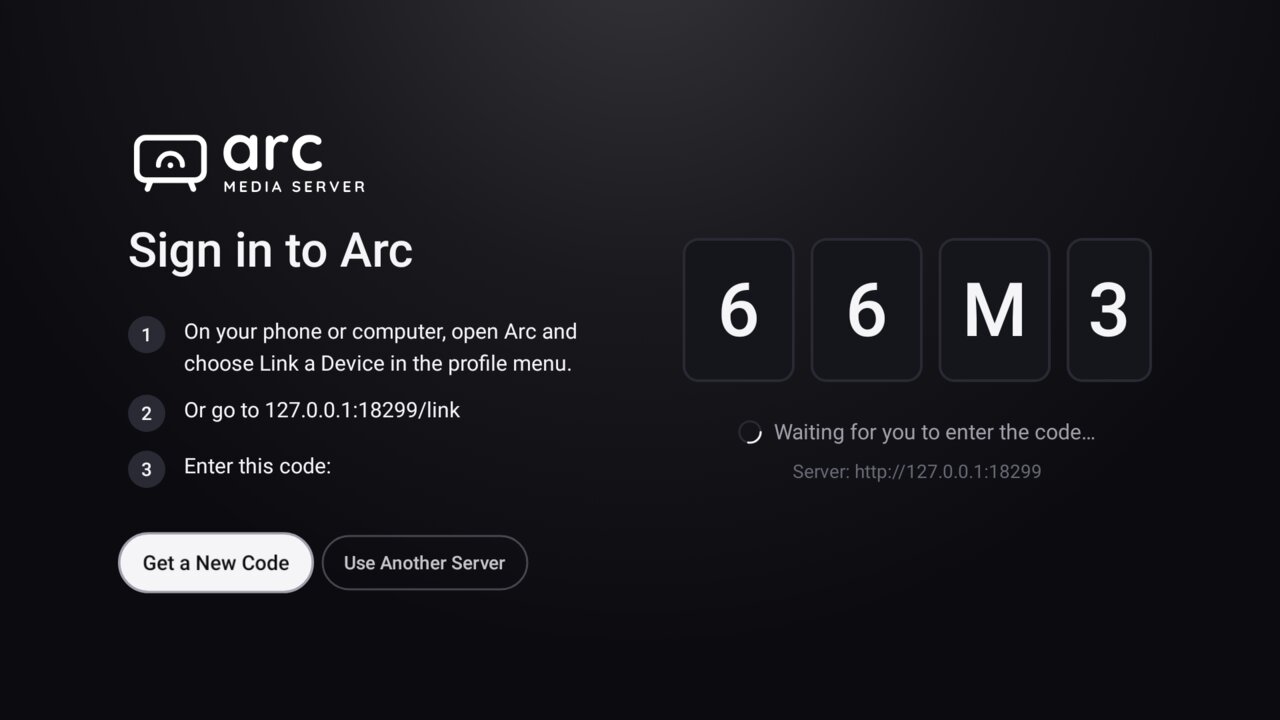 arc
MEDIA SERVER
Sign in to Arc
1 On your phone or computer, open Arc and
choose Link a Device in the profile menu.
2 Or go to 127.0.0.1:18299/link
3 Enter this code:
Get a New Code
Use Another Server
6 6 M 3
Waiting for you to enter the code…
Server: http://127.0.0.1:18299